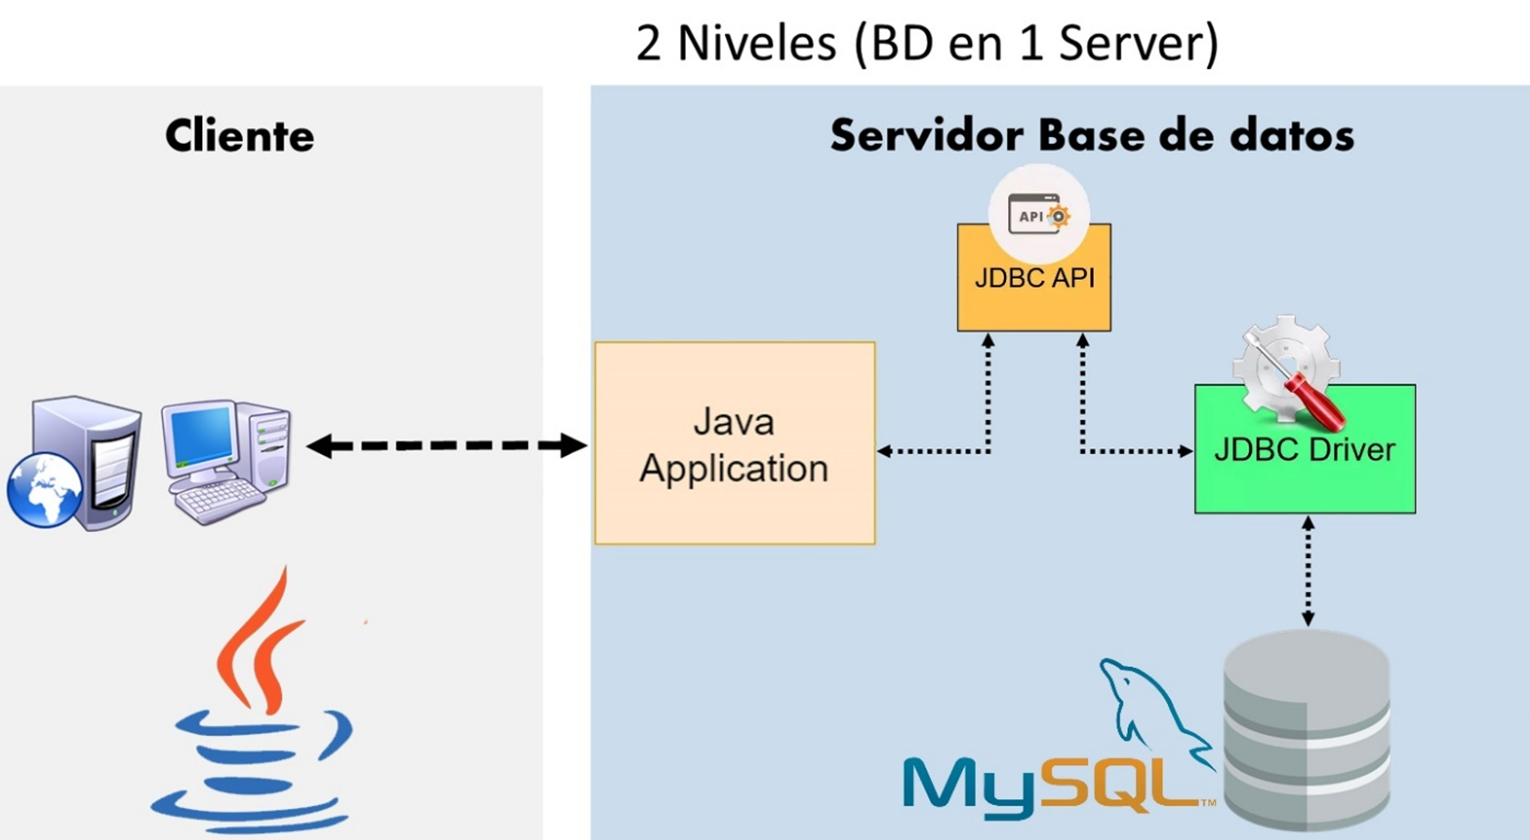 2 Niveles (BD en 1 Server)
Cliente
Servidor Base de datos
API
JDBC API
Java
Application
JDBC Driver
MySQL™